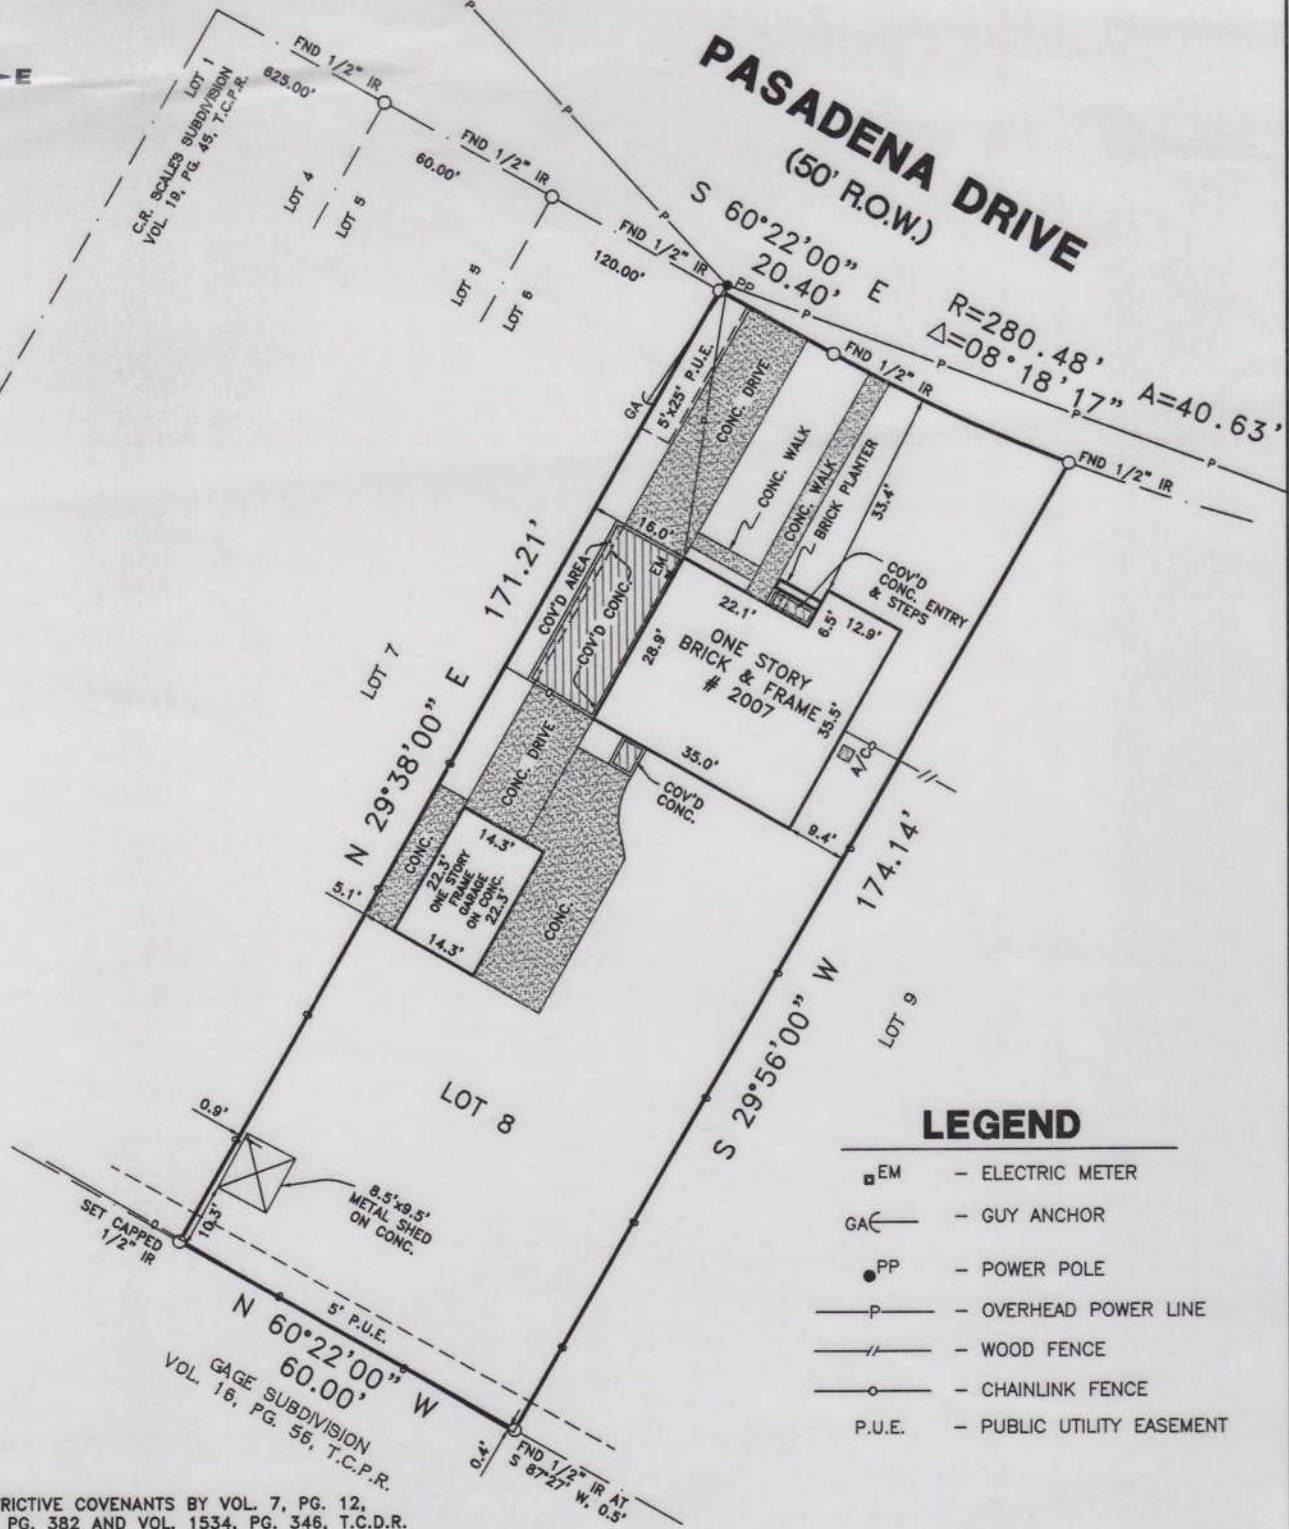 E
LOT 1
C.R. SCALES SUBDIVISION
VOL. 19, PG. 45, T.C.P.R.
FND 1/2" IR
625.00'
FND 1/2" IR
60.00'
FND 1/2" IR
120.00'
LOT 4
LOT 5
LOT 5
LOT 6
P
P
P
PASADENA DRIVE
(50' R.O.W.)
S 60°22'00" E
20.40'
R=280.48'
△=08°18'17"
A=40.63'
PP
P
P
P
P
FND 1/2" IR
FND 1/2" IR
GA
5'x25' P.U.E.
P
CONC. DRIVE
CONC. WALK
CONC. WALK
BRICK PLANTER
33.4'
16.0'
EM
COV'D AREA
COV'D CONC.
COV'D
CONC. ENTRY
& STEPS
22.1'
6.5'
12.9'
28.9'
ONE STORY
BRICK & FRAME
# 2007
35.5'
35.0'
A/C
9.4'
171.21'
N 29°38'00" E
LOT 7
CONC. DRIVE
COV'D
CONC.
CONC.
14.3'
22.3'
ONE STORY
FRAME
GARAGE
ON CONC.
22.3'
14.3'
5.1'
CONC.
174.14'
S 29°56'00" W
LOT 9
LOT 8
0.9'
8.5'x9.5'
METAL SHED
ON CONC.
10.3'
SET CAPPED
1/2" IR
5' P.U.E.
N 60°22'00" W
60.00'
GAGE SUBDIVISION
VOL. 16, PG. 56, T.C.P.R.
0.4'
FND 1/2" IR AT
S 87°27' W, 0.5'
LEGEND
EM - ELECTRIC METER
GA - GUY ANCHOR
PP - POWER POLE
P - OVERHEAD POWER LINE
// - WOOD FENCE
- CHAINLINK FENCE
P.U.E. - PUBLIC UTILITY EASEMENT
RICTIVE COVENANTS BY VOL. 7, PG. 12,
PG. 382 AND VOL. 1534, PG. 346, T.C.D.R.